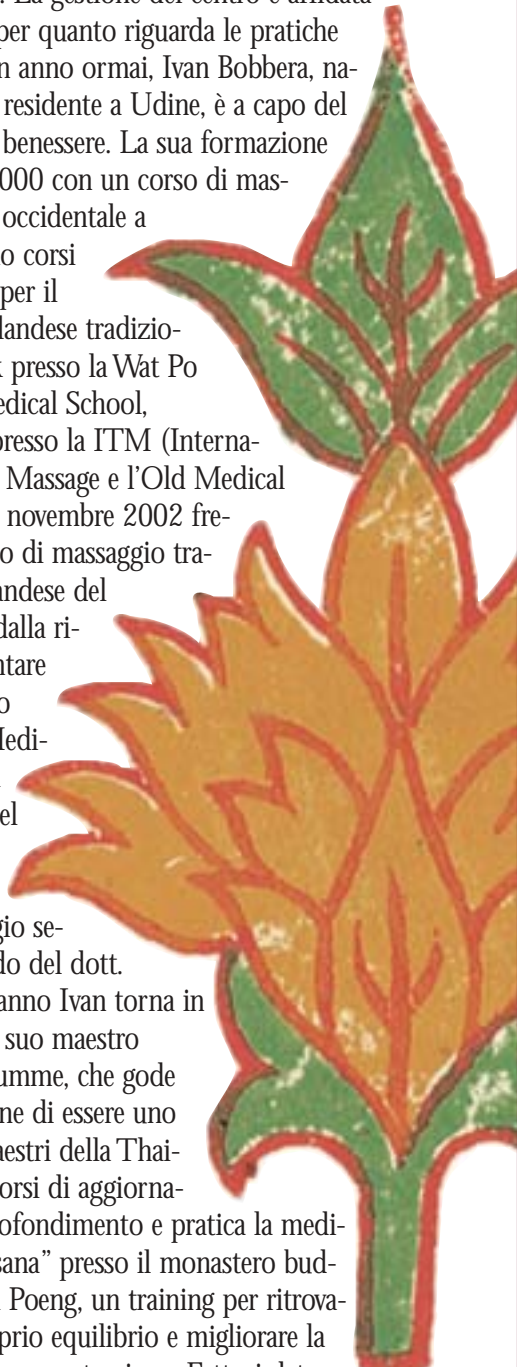 . La gestione del centro è affidata
per quanto riguarda le pratiche
n anno ormai, Ivan Bobbera, na-
residente a Udine, è a capo del
benessere. La sua formazione
000 con un corso di mas-
occidentale a
o corsi
per il
landese tradizio-
presso la Wat Po
edical School,
presso la ITM (Interna-
Massage e l'Old Medical
novembre 2002 fre-
o di massaggio tra-
andese del
dalla ri-
ntare
o
Medi-
el
gio se-
do del dott.
anno Ivan torna in
suo maestro
umme, che gode
ne di essere uno
aestri della Thai-
orsi di aggiorna-
ofondimento e pratica la medi-
sana” presso il monastero bud-
Poeng, un training per ritrova-
prio equilibrio e migliorare la